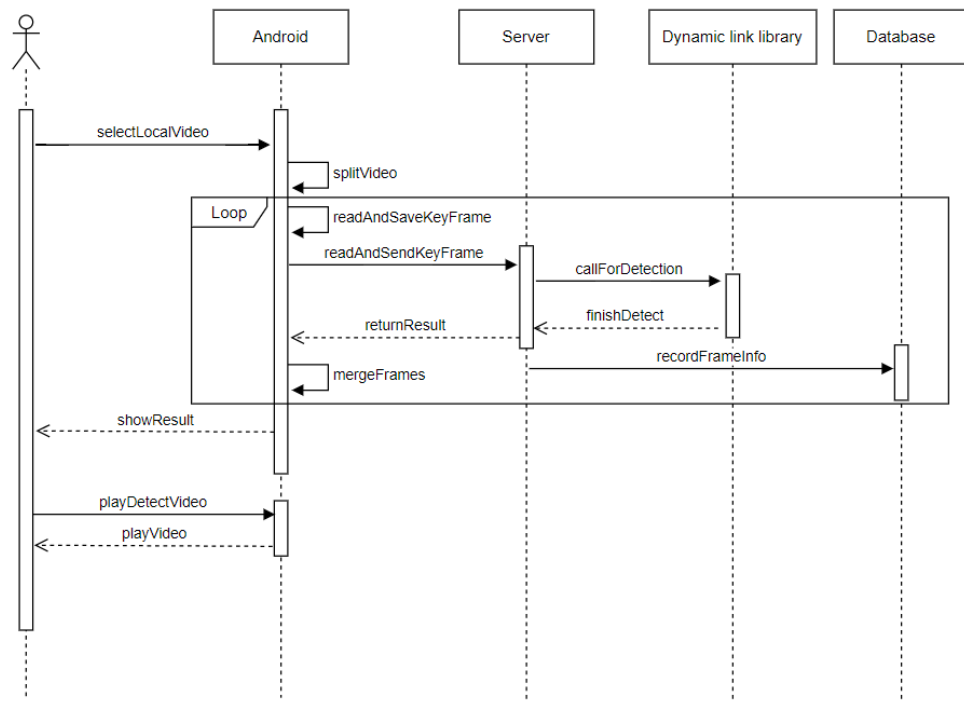 Android
Server
Dynamic link library
Database
selectLocalVideo
splitVideo
Loop
readAndSaveKeyFrame
readAndSendKeyFrame
callForDetection
finishDetect
returnResult
recordFrameInfo
mergeFrames
showResult
playDetectVideo
playVideo